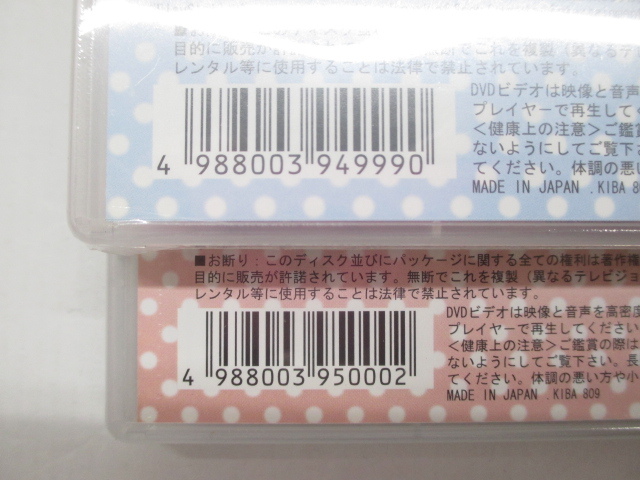 ■お断り:この
目的に販売が許諾されています。無断でこれを複製(異なるテレ
レンタル等に使用することは法律で禁止されています。
DVDビデオは映像と音声
プレイヤーで再生してく
<健康上の注意>ご鑑賞
ないようにしてご覧下さ
てください。体調の悪い
MADE IN JAPAN .KIBA 8
4 988003 949990
■お断り:このディスク並びにパッケージに関する全ての権利は著作権
目的に販売が許諾されています。無断でこれを複製(異なるテレビジョ
レンタル等に使用することは法律で禁止されています。
DVDビデオは映像と音声を高密度
プレイヤーで再生してください
<健康上の注意>ご鑑賞の際は
ないようにしてご覧下さい。長
てください。体調の悪い方や小
MADE IN JAPAN .KIBA 809
4 988003 950002